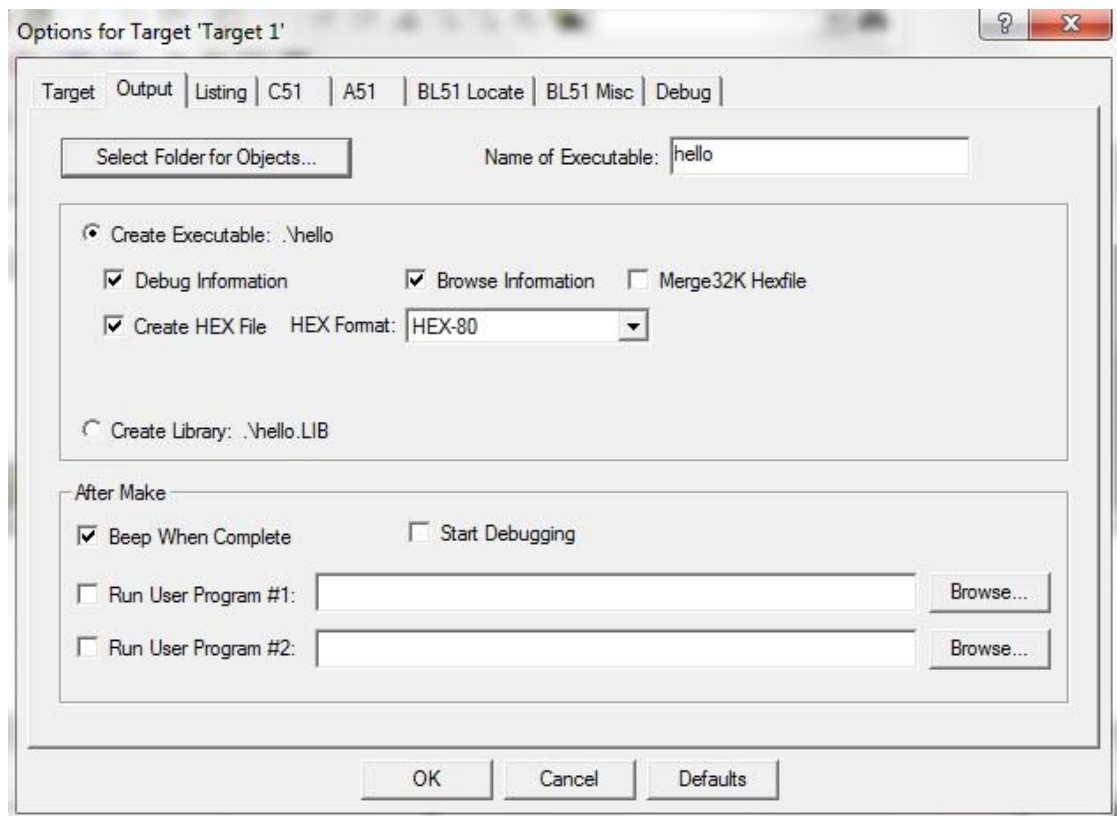 Options for Target 'Target 1'
Target Output Listing C51 A51 BL51 Locate BL51 Misc Debug
Select Folder for Objects... Name of Executable: hello
Create Executable: .\hello
Debug Information Browse Information Merge32K Hexfile
Create HEX File HEX Format: HEX-80
Create Library: .\hello.LIB
After Make
Beep When Complete Start Debugging
Run User Program #1: Browse...
Run User Program #2: Browse...
OK Cancel Defaults